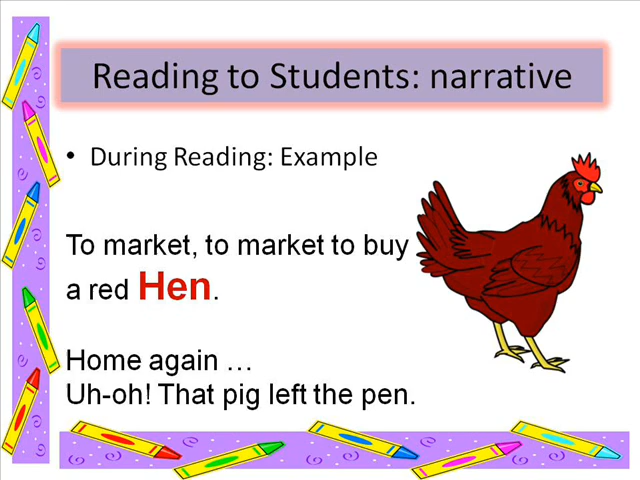 Reading to Students: narrative
• During Reading: Example
To market, to market to buy
a red Hen.
Home again …
Uh-oh! That pig left the pen.